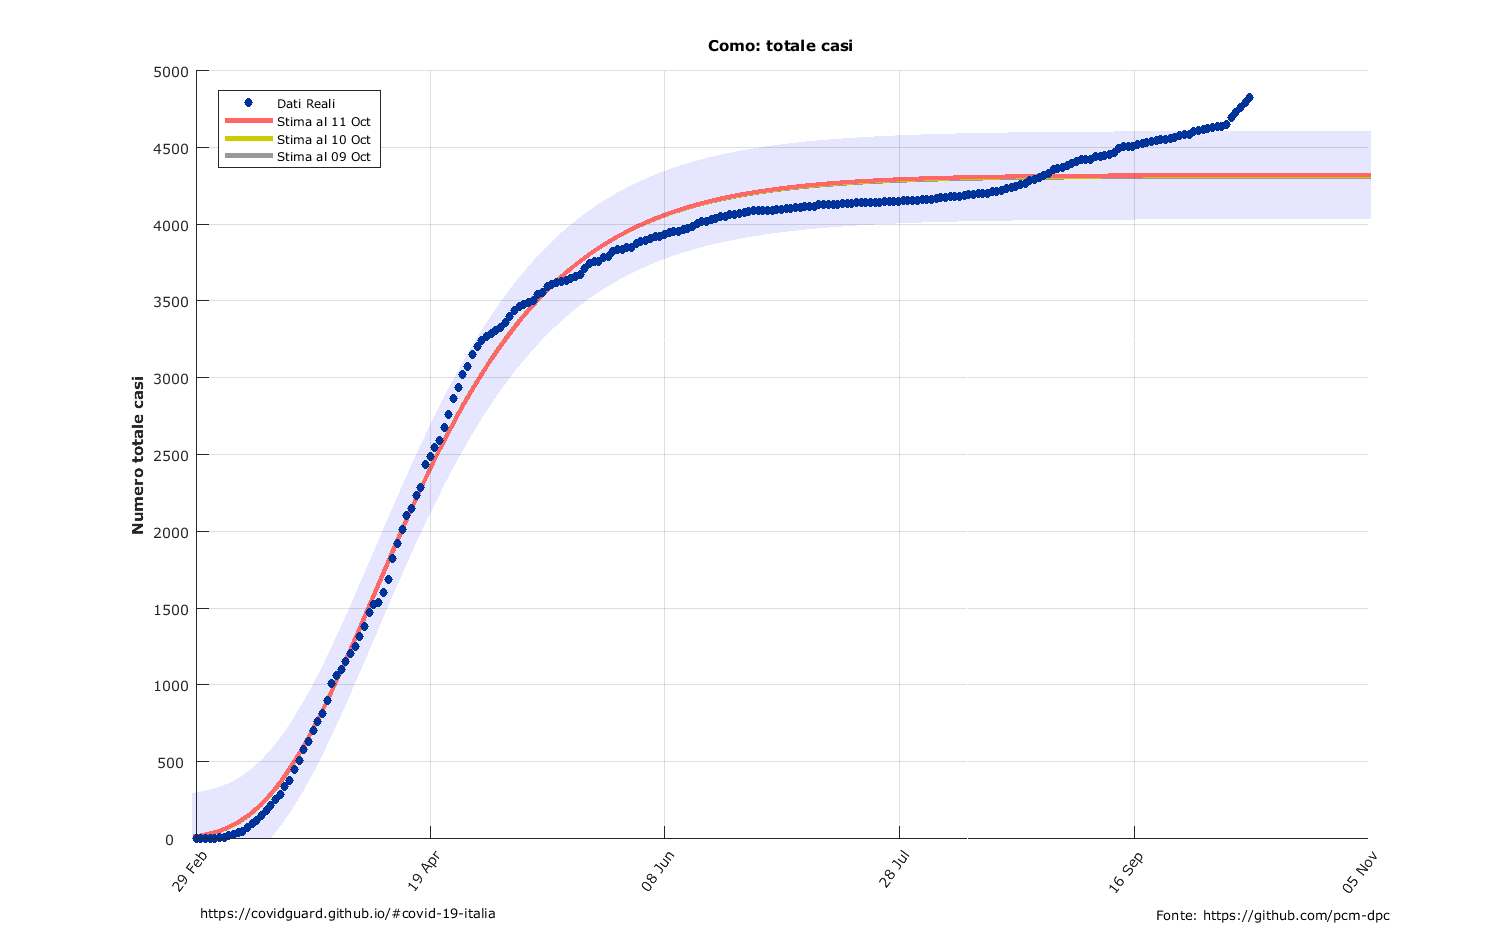 Como: totale casi
5000
4500
4000
3500
3000
2500
2000
1500
1000
500
0
Numero totale casi
Dati Reali
Stima al 11 Oct
Stima al 10 Oct
Stima al 09 Oct
29 Feb
19 Apr
08 Jun
28 Jul
16 Sep
05 Nov
https://covidguard.github.io/#covid-19-italia
Fonte: https://github.com/pcm-dpc